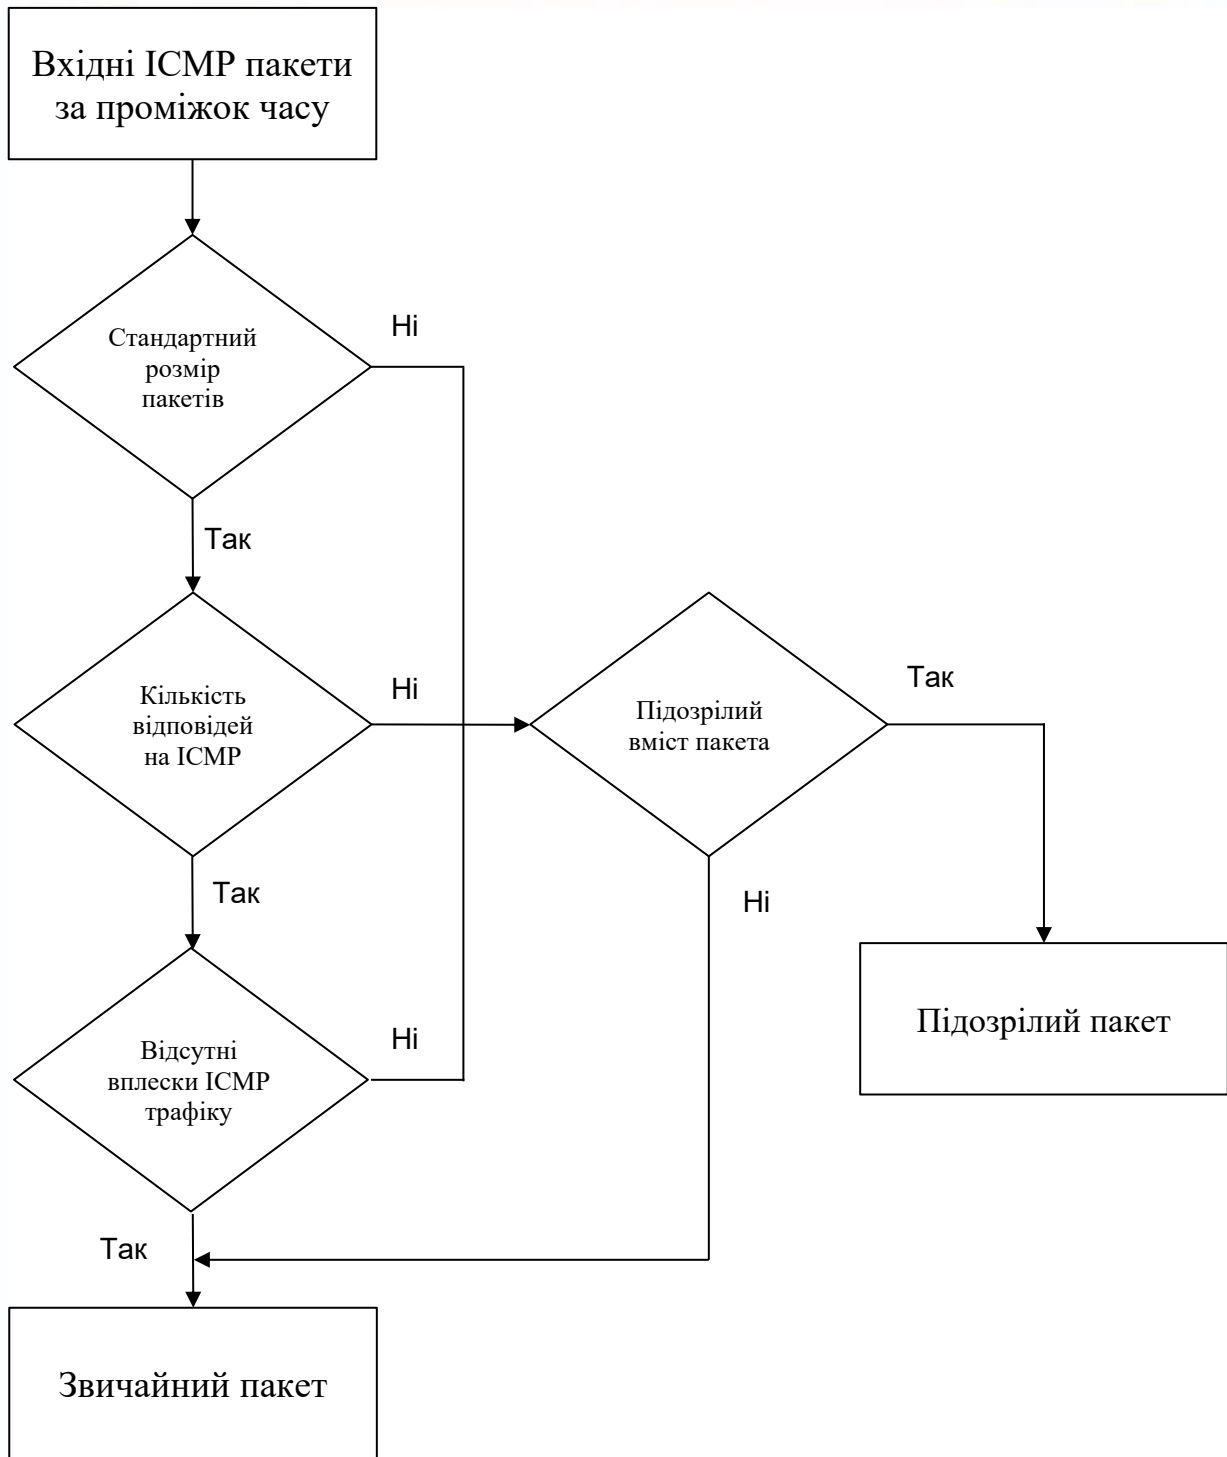 Вхідні ICMP пакети
за проміжок часу
Стандартний
розмір
пакетів
Ні
Так
Кількість
відповідей
на ICMP
Ні
Підозрілий
вміст пакета
Так
Так
Ні
Відсутні
вплески ICMP
трафіку
Ні
Підозрілий пакет
Так
Звичайний пакет